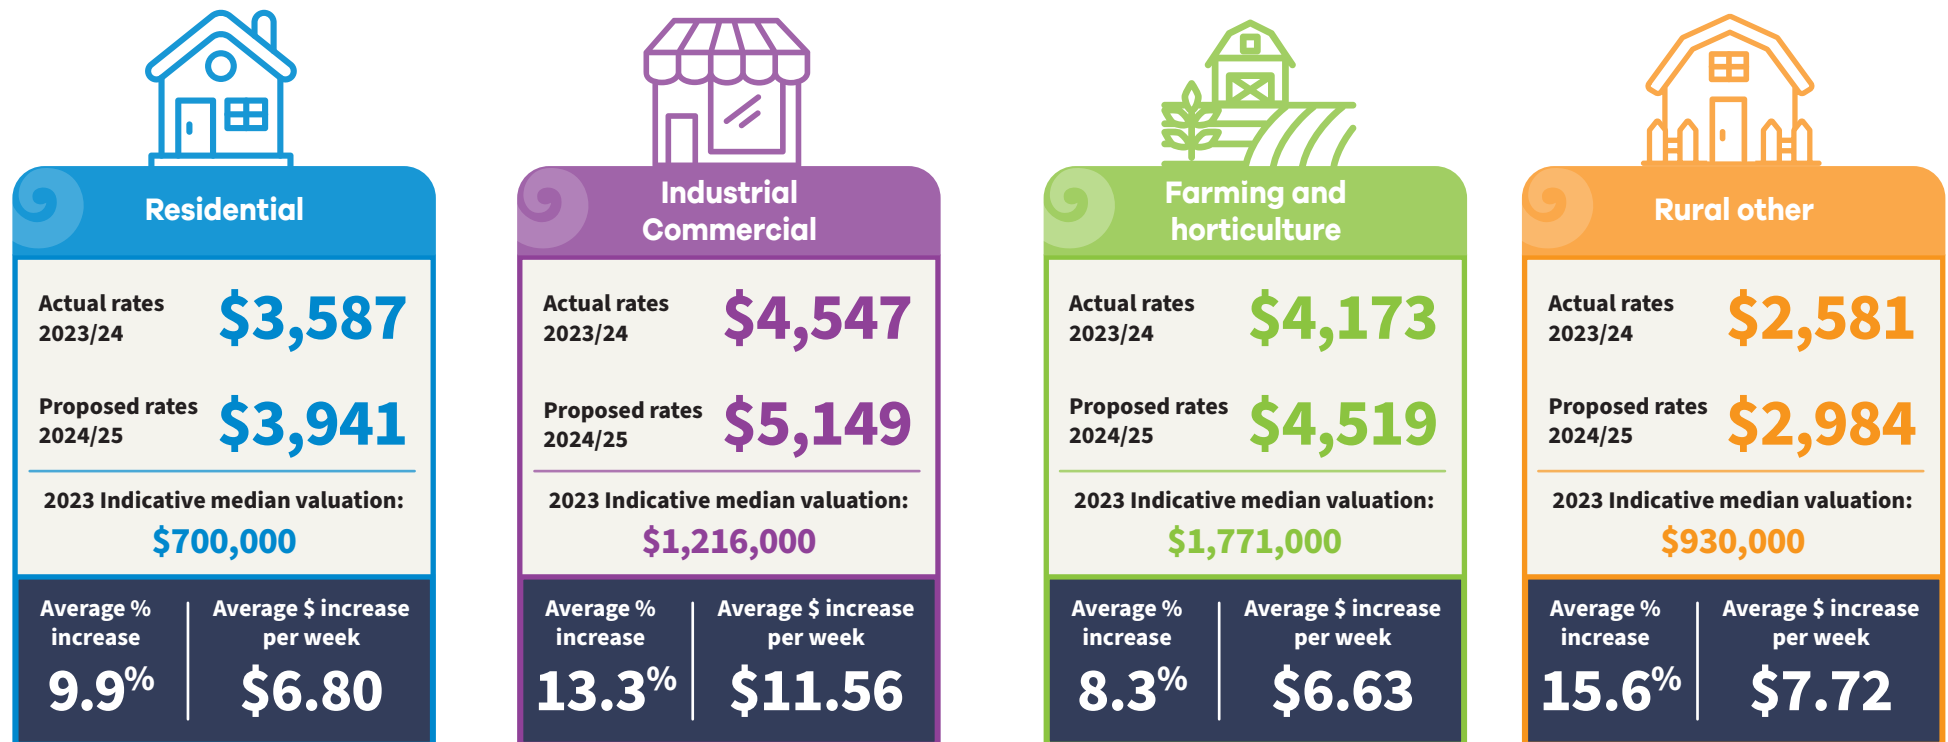 Residential
Actual rates
2023/24
$3,587
Proposed rates
2024/25
$3,941
2023 Indicative median valuation:
$700,000
Average %
increase
9.9%
Average $ increase
per week
$6.80
Industrial
Commercial
Actual rates
2023/24
$4,547
Proposed rates
2024/25
$5,149
2023 Indicative median valuation:
$1,216,000
Average %
increase
13.3%
Average $ increase
per week
$11.56
Farming and
horticulture
Actual rates
2023/24
$4,173
Proposed rates
2024/25
$4,519
2023 Indicative median valuation:
$1,771,000
Average %
increase
8.3%
Average $ increase
per week
$6.63
Rural other
Actual rates
2023/24
$2,581
Proposed rates
2024/25
$2,984
2023 Indicative median valuation:
$930,000
Average %
increase
15.6%
Average $ increase
per week
$7.72